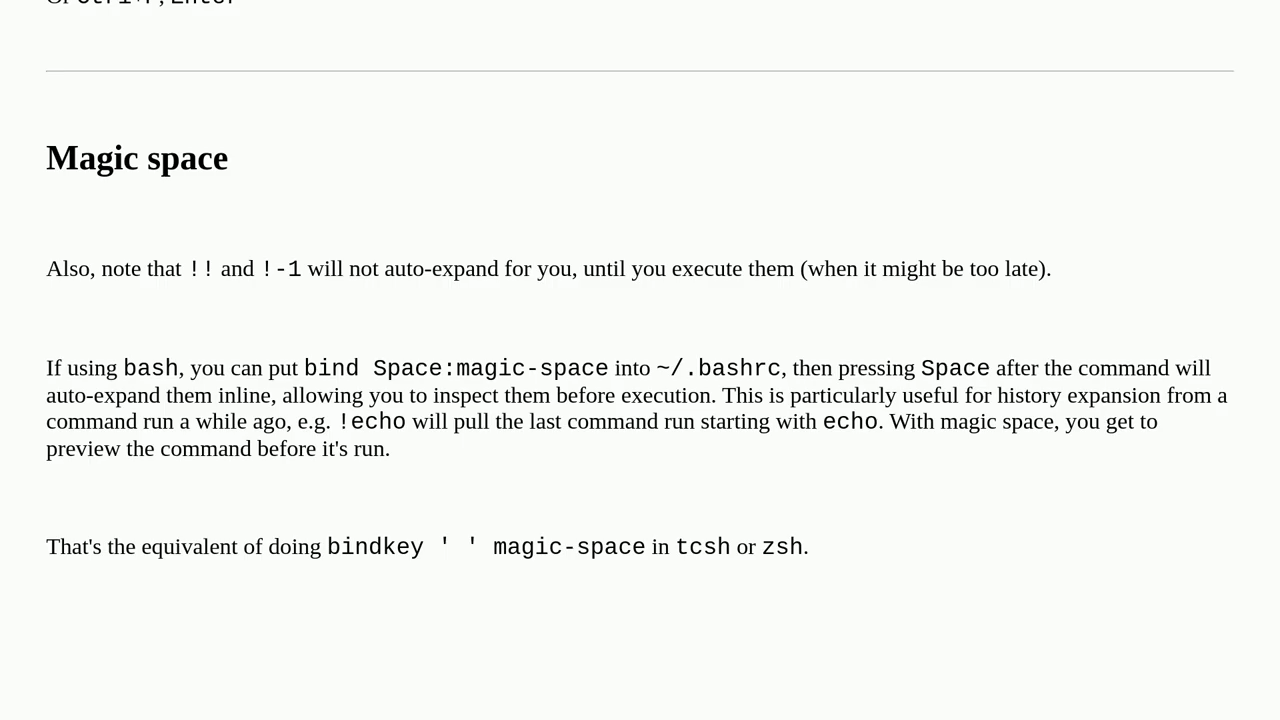 Or Ctrl+P, Enter
Magic space
Also, note that !! and !-1 will not auto-expand for you, until you execute them (when it might be too late).
If using bash, you can put bind Space:magic-space into ~/.bashrc, then pressing Space after the command will
auto-expand them inline, allowing you to inspect them before execution. This is particularly useful for history expansion from a
command run a while ago, e.g. !echo will pull the last command run starting with echo. With magic space, you get to
preview the command before it's run.
That's the equivalent of doing bindkey ' ' magic-space in tcsh or zsh.